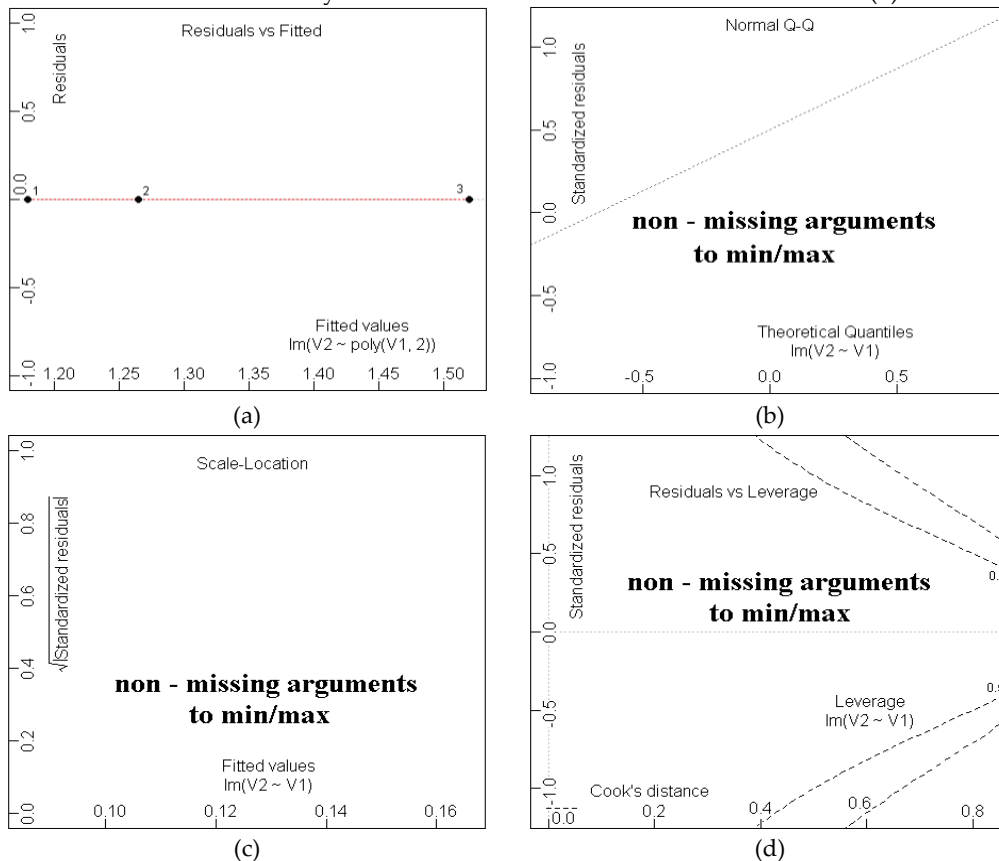 Residuals vs Fitted
Residuals
1.0
0.5
0.0
-0.5
-1.0
1
2
3
Fitted values
lm(V2 ~ poly(V1, 2))
1.20 1.25 1.30 1.35 1.40 1.45 1.50
(a)
Normal Q-Q
Standardized residuals
1.0
0.5
0.0
-0.5
-1.0
non - missing arguments
to min/max
Theoretical Quantiles
lm(V2 ~ V1)
-0.5 0.0 0.5
(b)
Scale-Location
√|Standardized residuals|
1.0
0.8
0.6
0.4
0.2
0.0
non - missing arguments
to min/max
Fitted values
lm(V2 ~ V1)
0.10 0.12 0.14 0.16
(c)
Standardized residuals
1.0
0.5
0.0
-0.5
-1.0
Residuals vs Leverage
non - missing arguments
to min/max
Leverage
lm(V2 ~ V1)
Cook's distance
0.0 0.2 0.4 0.6 0.8
(d)